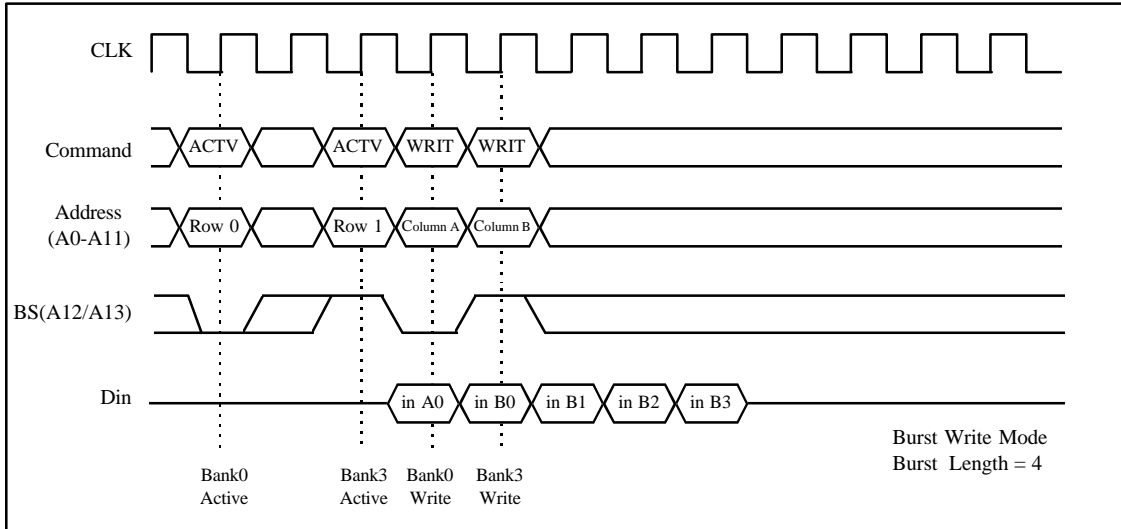 CLK
Command ACTV ACTV WRIT WRIT
Address
(A0-A11)
Row 0 Row 1 Column A Column B
BS(A12/A13)
Din in A0 in B0 in B1 in B2 in B3
Burst Write Mode
Burst Length = 4
Bank0 Bank3 Bank0 Bank3
Active Active Write Write